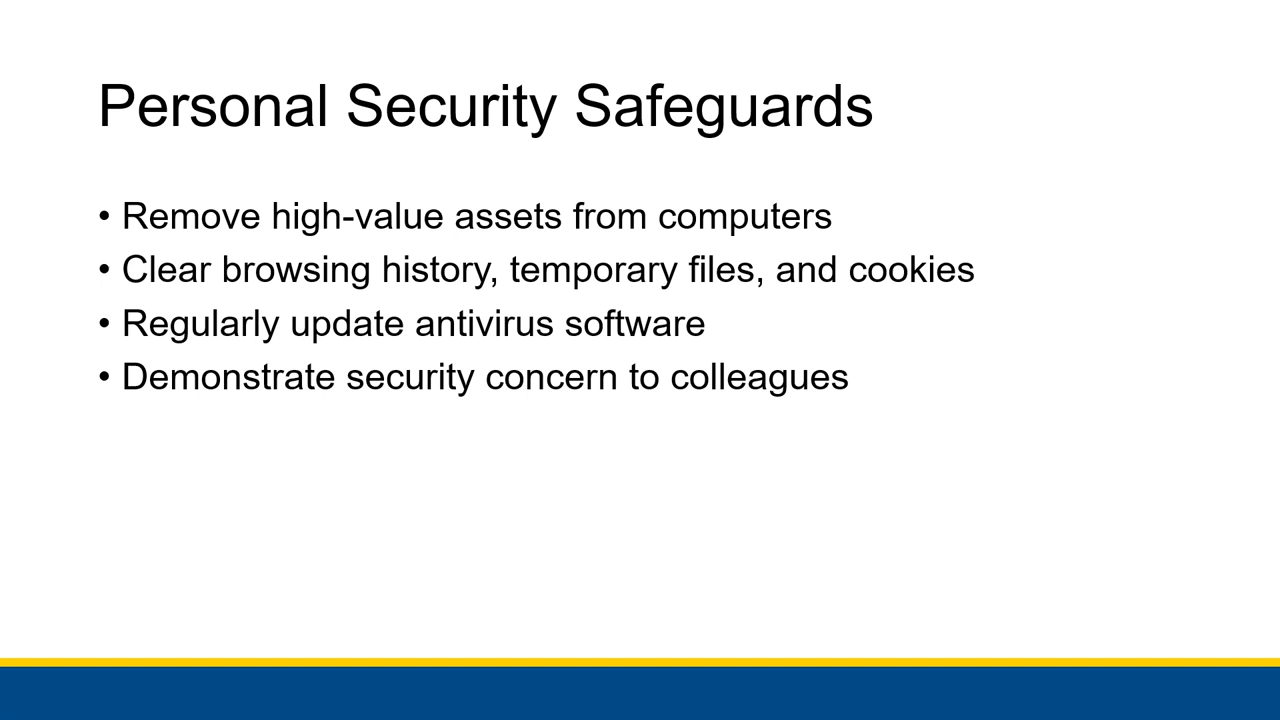 Personal Security Safeguards
• Remove high-value assets from computers
• Clear browsing history, temporary files, and cookies
• Regularly update antivirus software
• Demonstrate security concern to colleagues